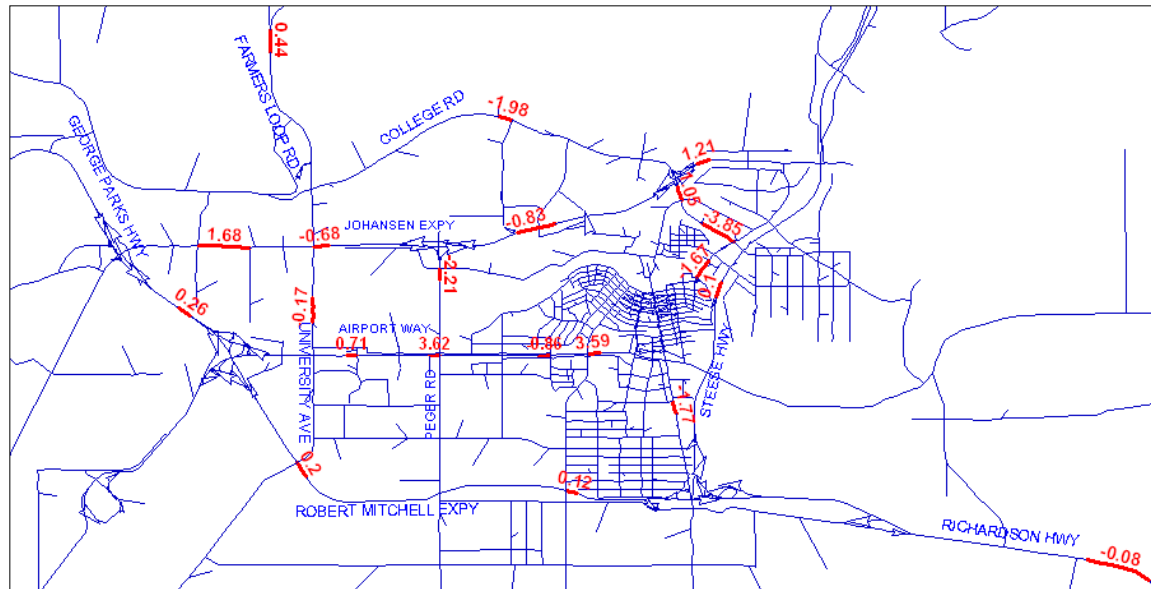 0.44
FARMERS LOOP RD
GEORGE PARKS HWY
COLLEGE RD
-1.98
1.21
1.68
-0.68
JOHANSEN EXPY
-0.83
-3.85
1.67
0.1
-2.21
0.26
0.17
AIRPORT WAY
0.71
3.62
-0.86
3.59
UNIVERSITY AVE
PEGER RD
STEESE HWY
0.2
0.12
ROBERT MITCHELL EXPY
RICHARDSON HWY
-0.08